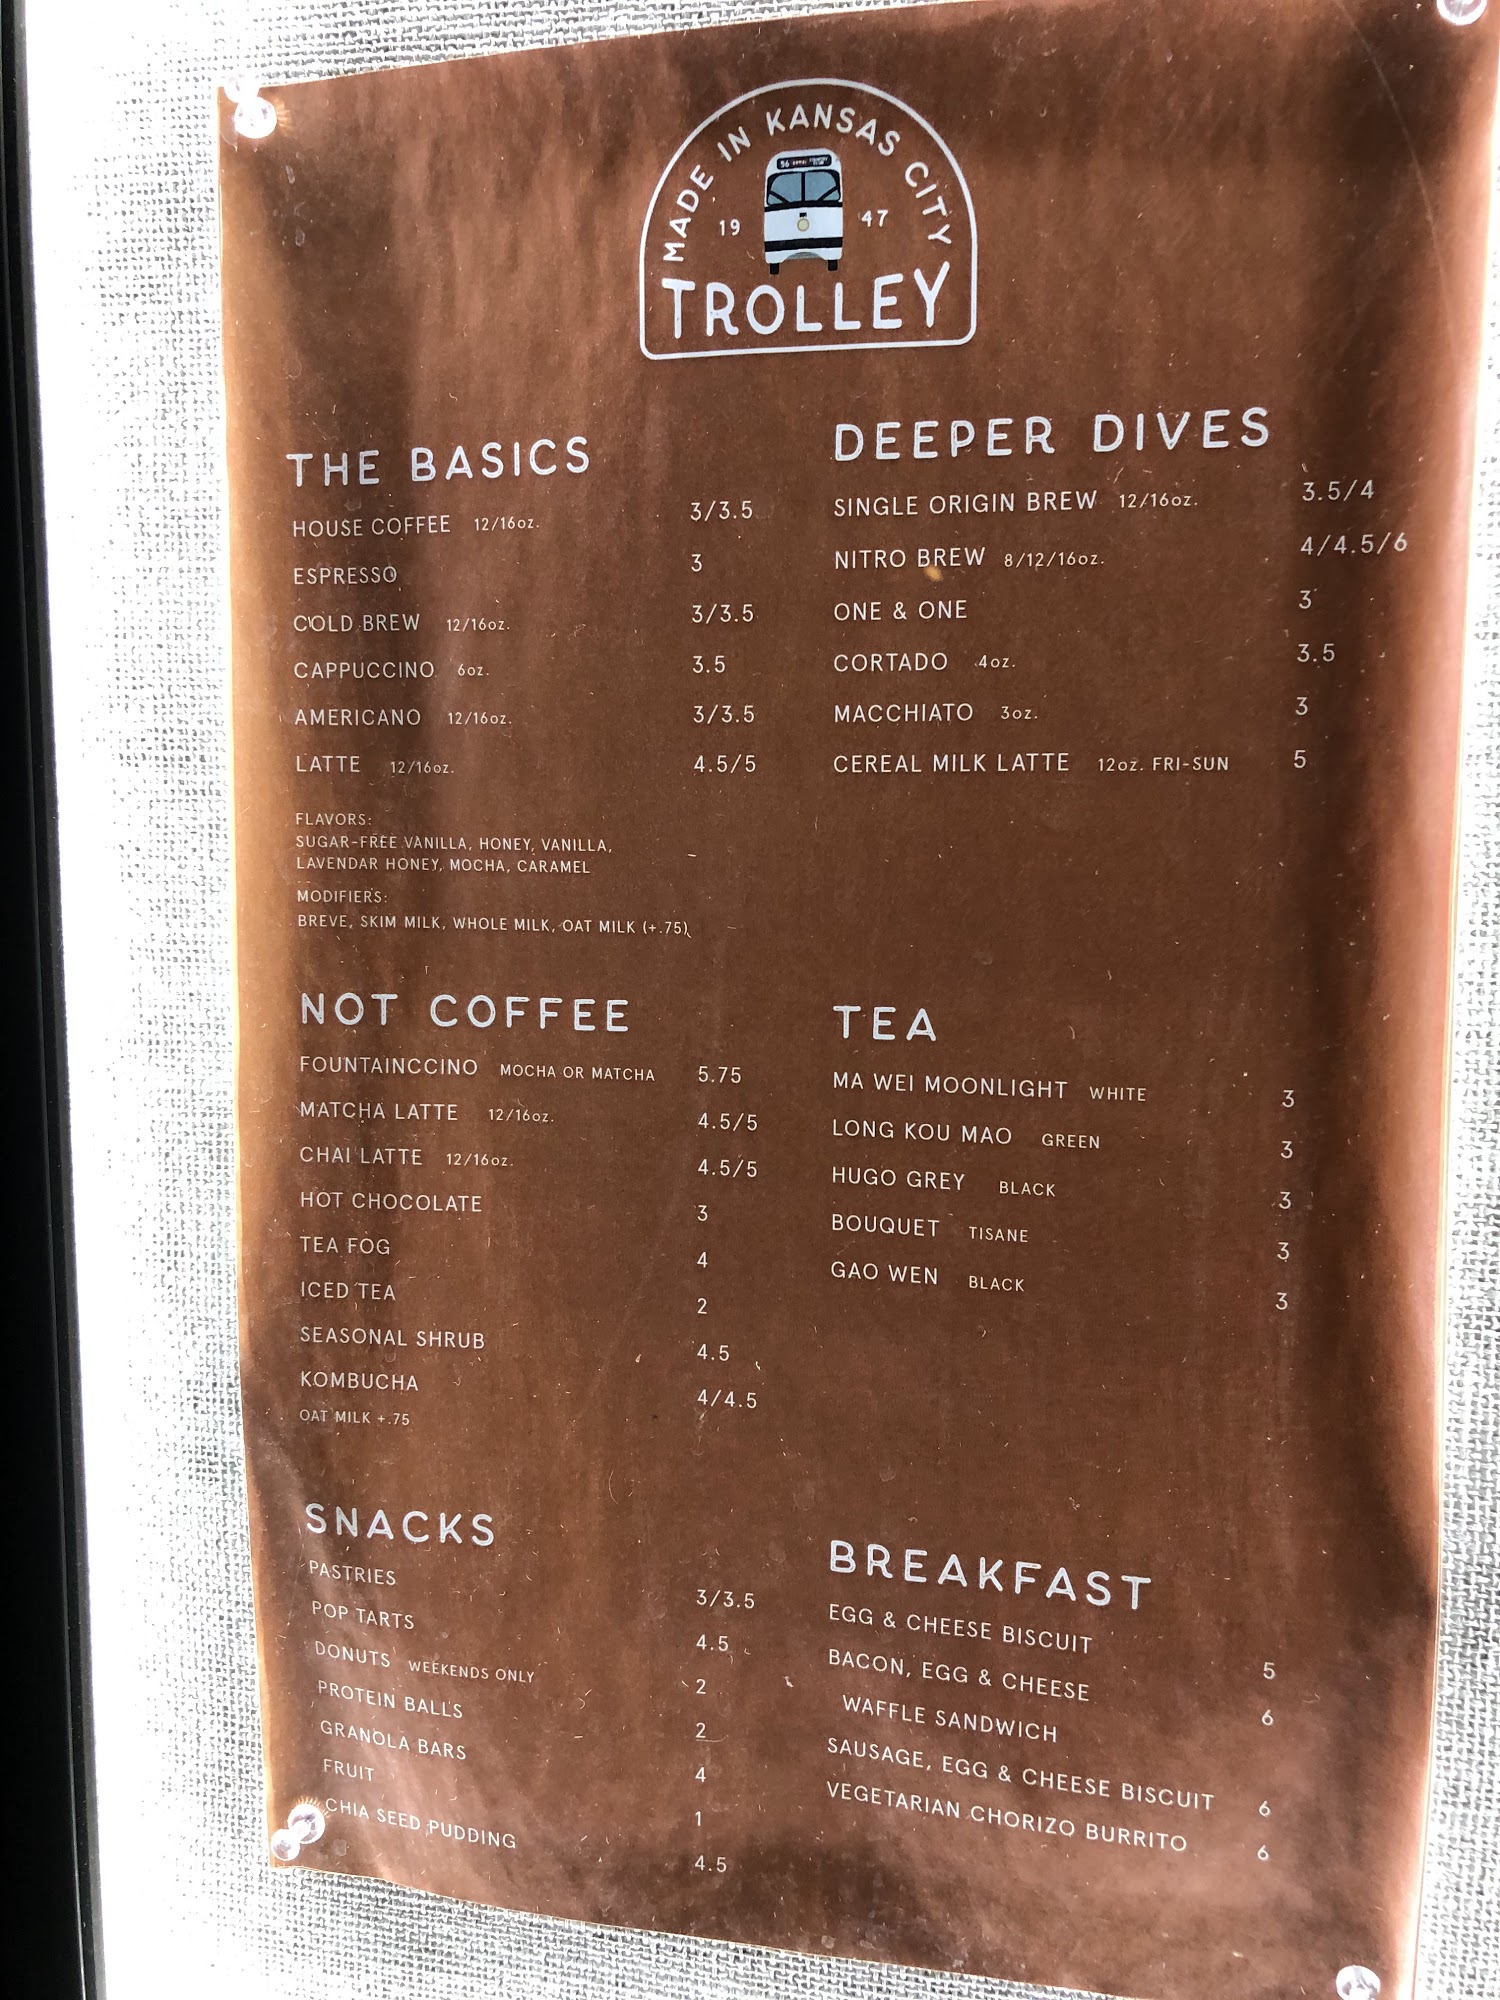 MADE IN KANSAS CITY
19 47
TROLLEY
THE BASICS
HOUSE COFFEE 12/16oz. 3/3.5
ESPRESSO 3
COLD BREW 12/16oz. 3/3.5
CAPPUCCINO 6oz. 3.5
AMERICANO 12/16oz. 3/3.5
LATTE 12/16oz. 4.5/5
FLAVORS:
SUGAR-FREE VANILLA, HONEY, VANILLA,
LAVENDAR HONEY, MOCHA, CARAMEL
MODIFIERS:
BREVE, SKIM MILK, WHOLE MILK, OAT MILK (+.75)
DEEPER DIVES
SINGLE ORIGIN BREW 12/16oz. 3.5/4
NITRO BREW 8/12/16oz. 4/4.5/6
ONE & ONE 3
CORTADO 4oz. 3.5
MACCHIATO 3oz. 3
CEREAL MILK LATTE 12oz. FRI-SUN 5
NOT COFFEE
FOUNTAINCCINO MOCHA OR MATCHA 5.75
MATCHA LATTE 12/16oz. 4.5/5
CHAI LATTE 12/16oz. 4.5/5
HOT CHOCOLATE 3
TEA FOG 4
ICED TEA 2
SEASONAL SHRUB 4.5
KOMBUCHA 4/4.5
OAT MILK +.75
TEA
MA WEI MOONLIGHT WHITE 3
LONG KOU MAO GREEN 3
HUGO GREY BLACK 3
BOUQUET TISANE 3
GAO WEN BLACK 3
SNACKS
PASTRIES 3/3.5
POP TARTS 4.5
DONUTS WEEKENDS ONLY 2
PROTEIN BALLS 2
GRANOLA BARS 4
FRUIT 1
CHIA SEED PUDDING 4.5
BREAKFAST
EGG & CHEESE BISCUIT 5
BACON, EGG & CHEESE 6
WAFFLE SANDWICH
SAUSAGE, EGG & CHEESE BISCUIT 6
VEGETARIAN CHORIZO BURRITO 6